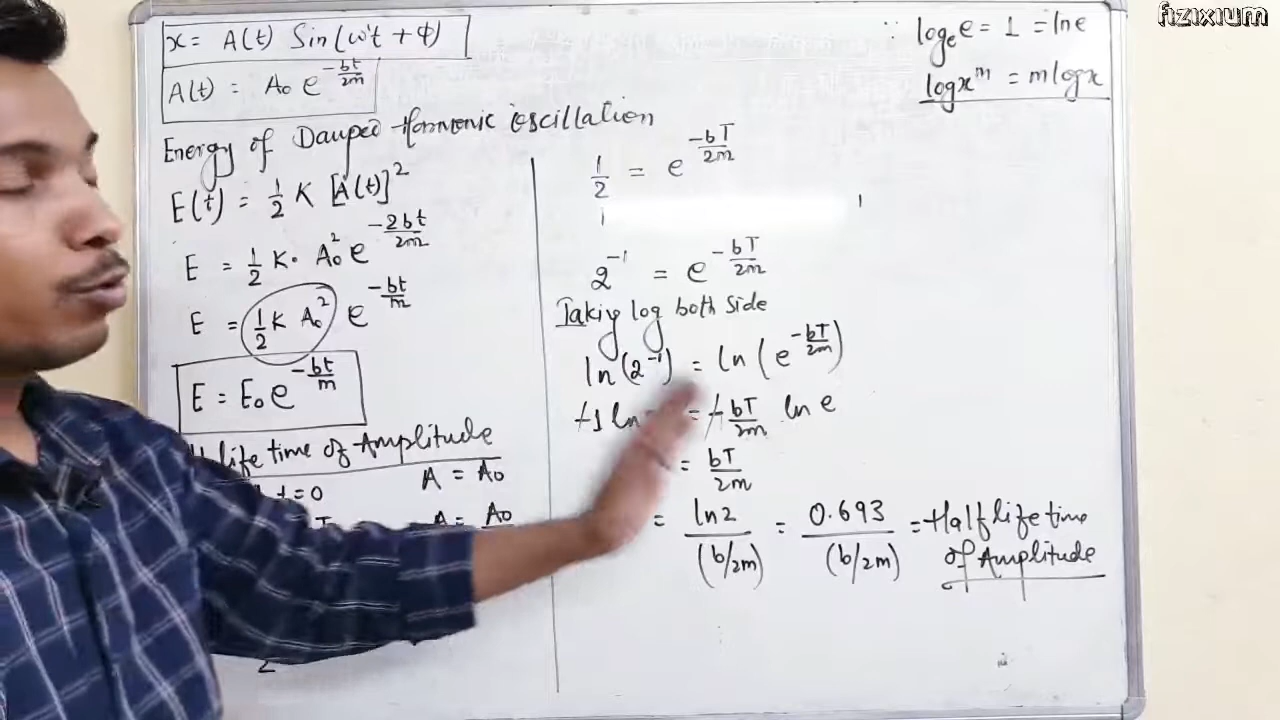 fizixium
x = A(t) Sin(ω't + φ)
A(t) = A₀ e^(-bt/2m)
∵ logₑe = 1 = ln e
log xᵐ = m log x
Energy of Damped Harmonic Oscillation
E(t) = 1/2 K [A(t)]²
E = 1/2 K · A₀² e^(-2bt/2m)
E = 1/2 K A₀² e^(-bt/m)
E = E₀ e^(-bt/m)
life time of Amplitude
t = 0 A = A₀
A = A₀
2
1/2 = e^(-bT/2m)
2⁻¹ = e^(-bT/2m)
Taking log both side
ln(2⁻¹) = ln(e^(-bT/2m))
-1 ln = -bT/2m ln e
= bT/2m
= ln2/(b/2m) = 0.693/(b/2m) = Half life time
of Amplitude